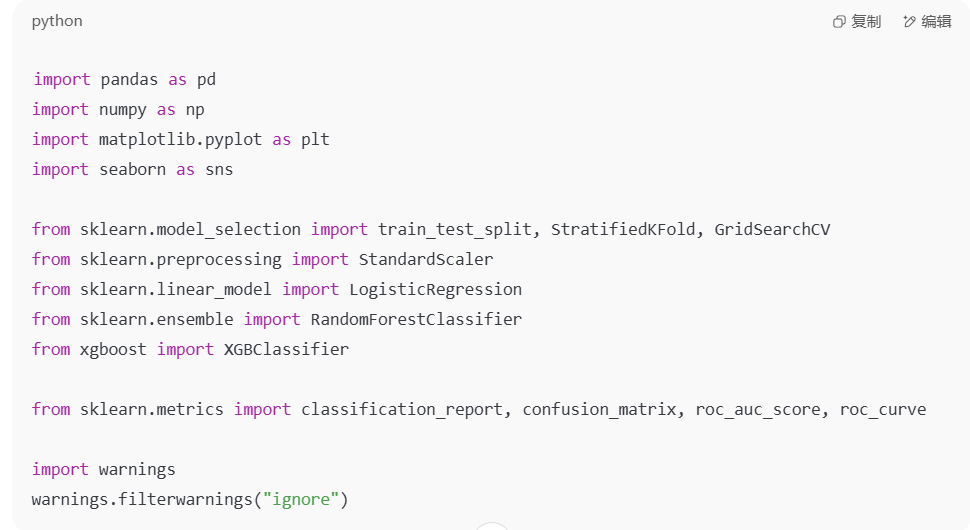 python
复制
编辑
import pandas as pd
import numpy as np
import matplotlib.pyplot as plt
import seaborn as sns
from sklearn.model_selection import train_test_split, StratifiedKFold, GridSearchCV
from sklearn.preprocessing import StandardScaler
from sklearn.linear_model import LogisticRegression
from sklearn.ensemble import RandomForestClassifier
from xgboost import XGBClassifier
from sklearn.metrics import classification_report, confusion_matrix, roc_auc_score, roc_curve
import warnings
warnings.filterwarnings("ignore")